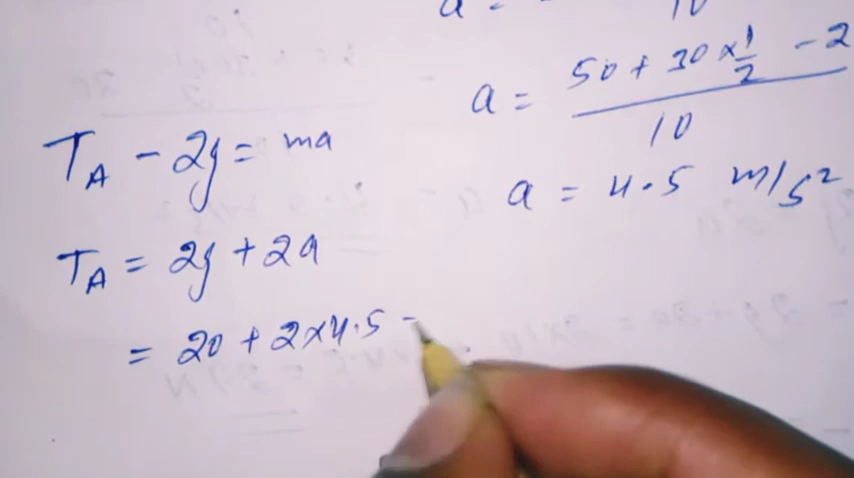 a =
10
a = 50 + 30 × 1/2 - 2
10
a = 4.5 m/s²
T_A - 2g = ma
T_A = 2g + 2a
= 20 + 2×4.5 -